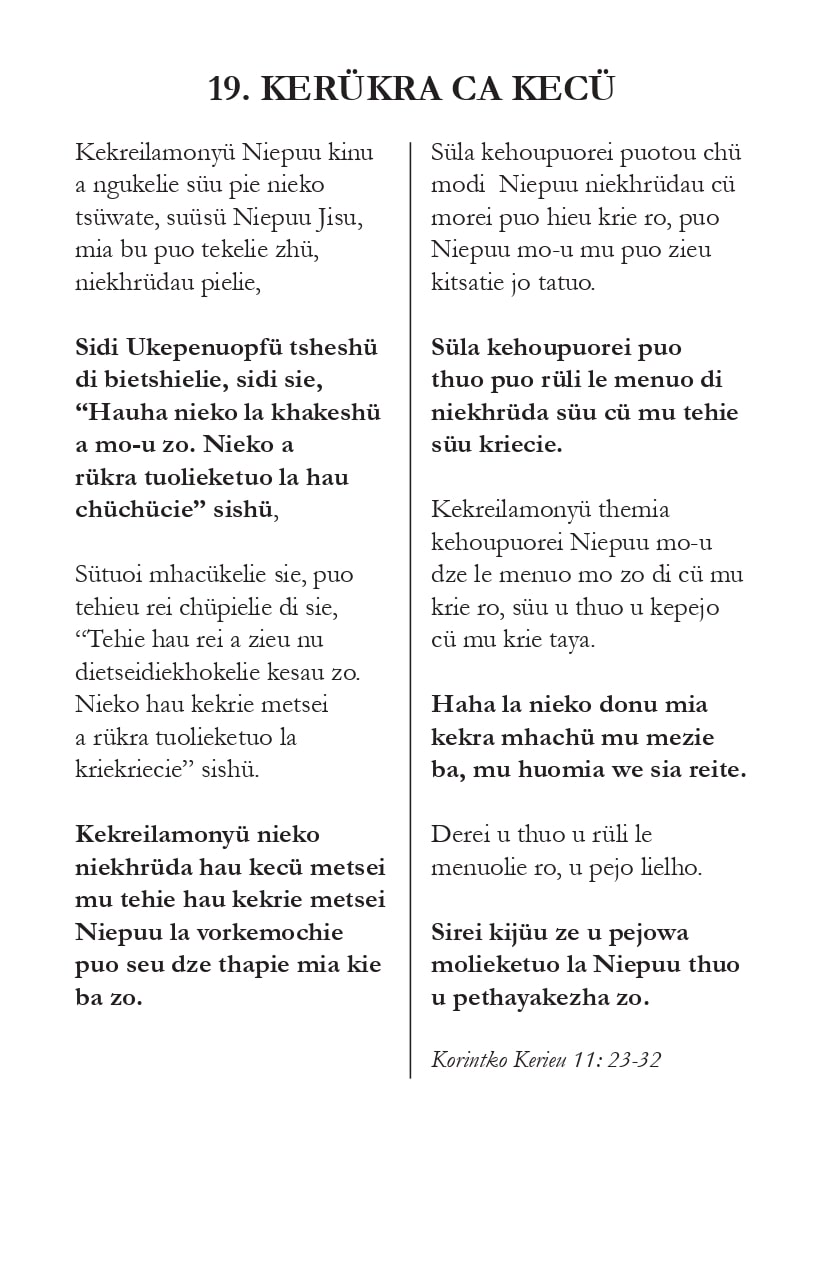 19. KERÜKRA CA KECÜ
Kekreilamonyü Niepuu kinu
a ngukelie süu pie nieko
tsüwate, suüsü Niepuu Jisu,
mia bu puo tekelie zhü,
niekhrüdau pielie,
Sidi Ukepenuopfü tsheshü
di bietshielie, sidi sie,
“Hauha nieko la khakeshü
a mo-u zo. Nieko a
rükra tuolieketuo la hau
chüchücie” sishü,
Sütuoi mhacükelie sie, puo
tehieu rei chüpielie di sie,
“Tehie hau rei a zieu nu
dietseidiekhokelie kesau zo.
Nieko hau kekrie metsei
a rükra tuolieketuo la
kriekriecie” sishü.
Kekreilamonyü nieko
niekhrüda hau kecü metsei
mu tehie hau kekrie metsei
Niepuu la vorkemochie
puo seu dze thapie mia kie
ba zo.
Süla kehoupuorei puotou chü
modi  Niepuu niekhrüdau cü
morei puo hieu krie ro, puo
Niepuu mo-u mu puo zieu
kitsatie jo tatuo.
Süla kehoupuorei puo
thuo puo rüli le menuo di
niekhrüda süu cü mu tehie
süu kriecie.
Kekreilamonyü themia
kehoupuorei Niepuu mo-u
dze le menuo mo zo di cü mu
krie ro, süu u thuo u kepejo
cü mu krie taya.
Haha la nieko donu mia
kekra mhachü mu mezie
ba, mu huomia we sia reite.
Derei u thuo u rüli le
menuolie ro, u pejo lielho.
Sirei kijüu ze u pejowa
molieketuo la Niepuu thuo
u pethayakezha zo.
Korintko Kerieu 11: 23-32